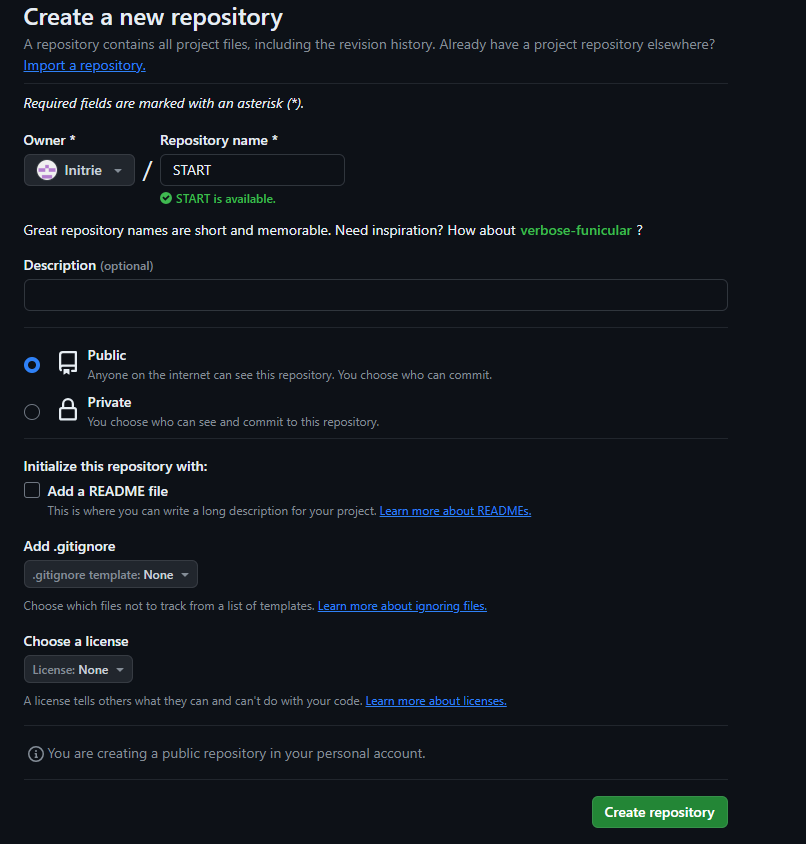 Create a new repository
A repository contains all project files, including the revision history. Already have a project repository elsewhere?
Import a repository.
Required fields are marked with an asterisk (*).
Owner * Repository name *
Initrie / START
START is available.
Great repository names are short and memorable. Need inspiration? How about verbose-funicular ?
Description (optional)
Public
Anyone on the internet can see this repository. You choose who can commit.
Private
You choose who can see and commit to this repository.
Initialize this repository with:
Add a README file
This is where you can write a long description for your project. Learn more about READMEs.
Add .gitignore
.gitignore template: None
Choose which files not to track from a list of templates. Learn more about ignoring files.
Choose a license
License: None
A license tells others what they can and can't do with your code. Learn more about licenses.
You are creating a public repository in your personal account.
Create repository